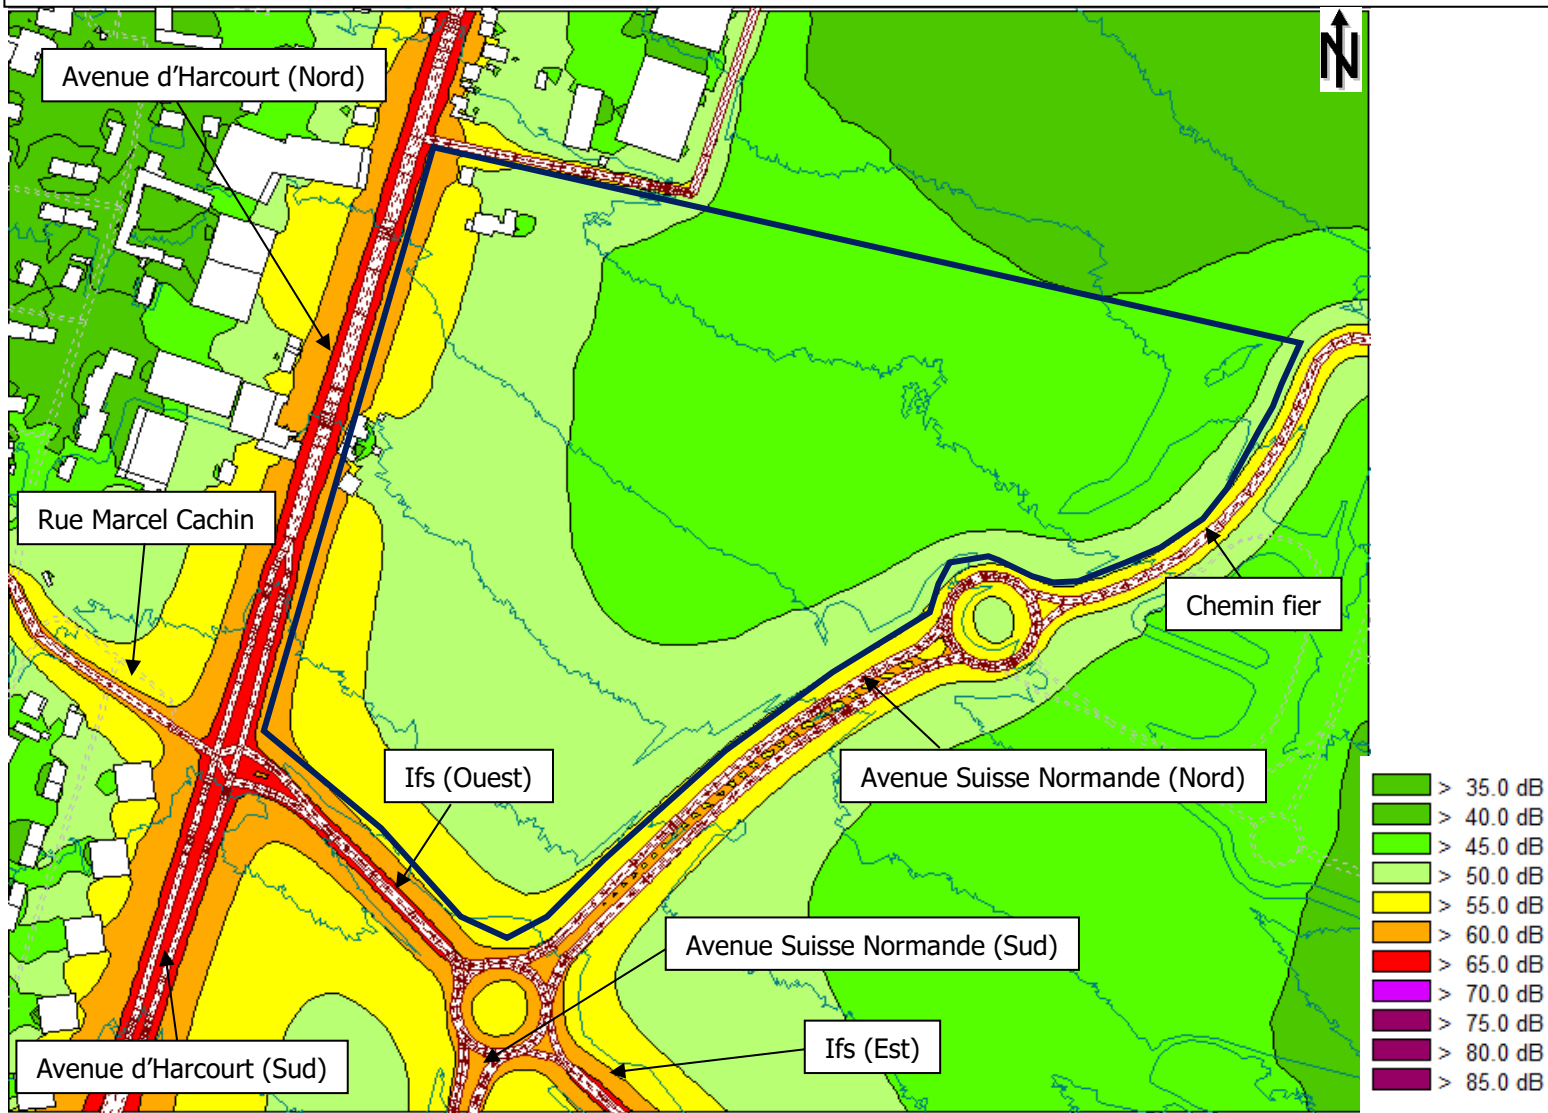 N
Avenue d'Harcourt (Nord)
Rue Marcel Cachin
Chemin fier
Ifs (Ouest)
Avenue Suisse Normande (Nord)
Avenue Suisse Normande (Sud)
Ifs (Est)
Avenue d'Harcourt (Sud)
> 35.0 dB
> 40.0 dB
> 45.0 dB
> 50.0 dB
> 55.0 dB
> 60.0 dB
> 65.0 dB
> 70.0 dB
> 75.0 dB
> 80.0 dB
> 85.0 dB